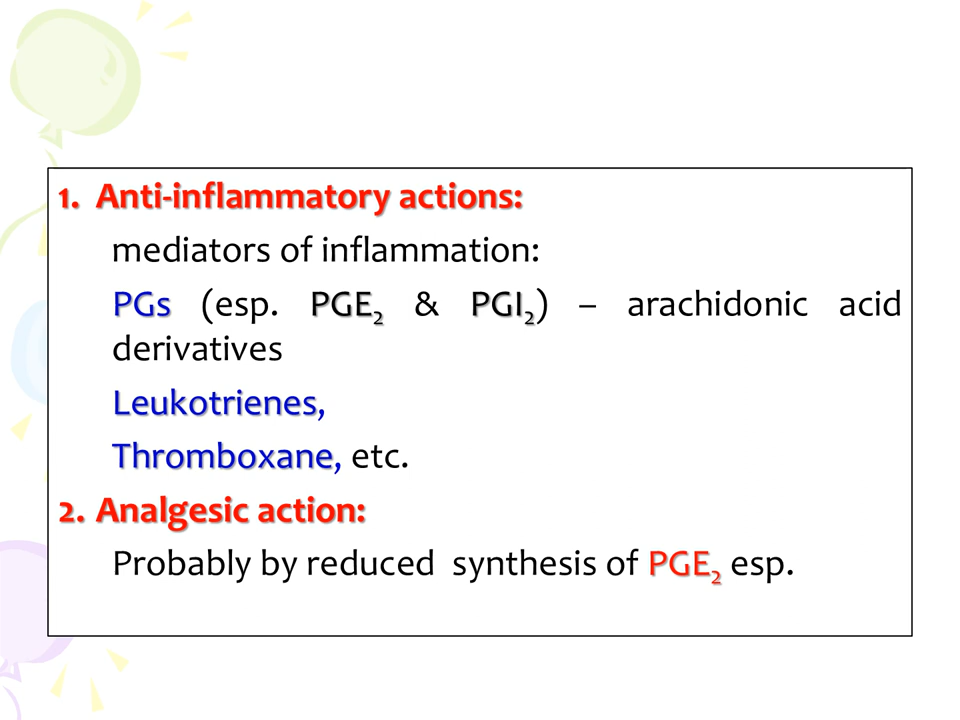 1. Anti-inflammatory actions:
mediators of inflammation:
PGs (esp. PGE₂ & PGI₂) – arachidonic acid
derivatives
Leukotrienes,
Thromboxane, etc.
2. Analgesic action:
Probably by reduced synthesis of PGE₂ esp.